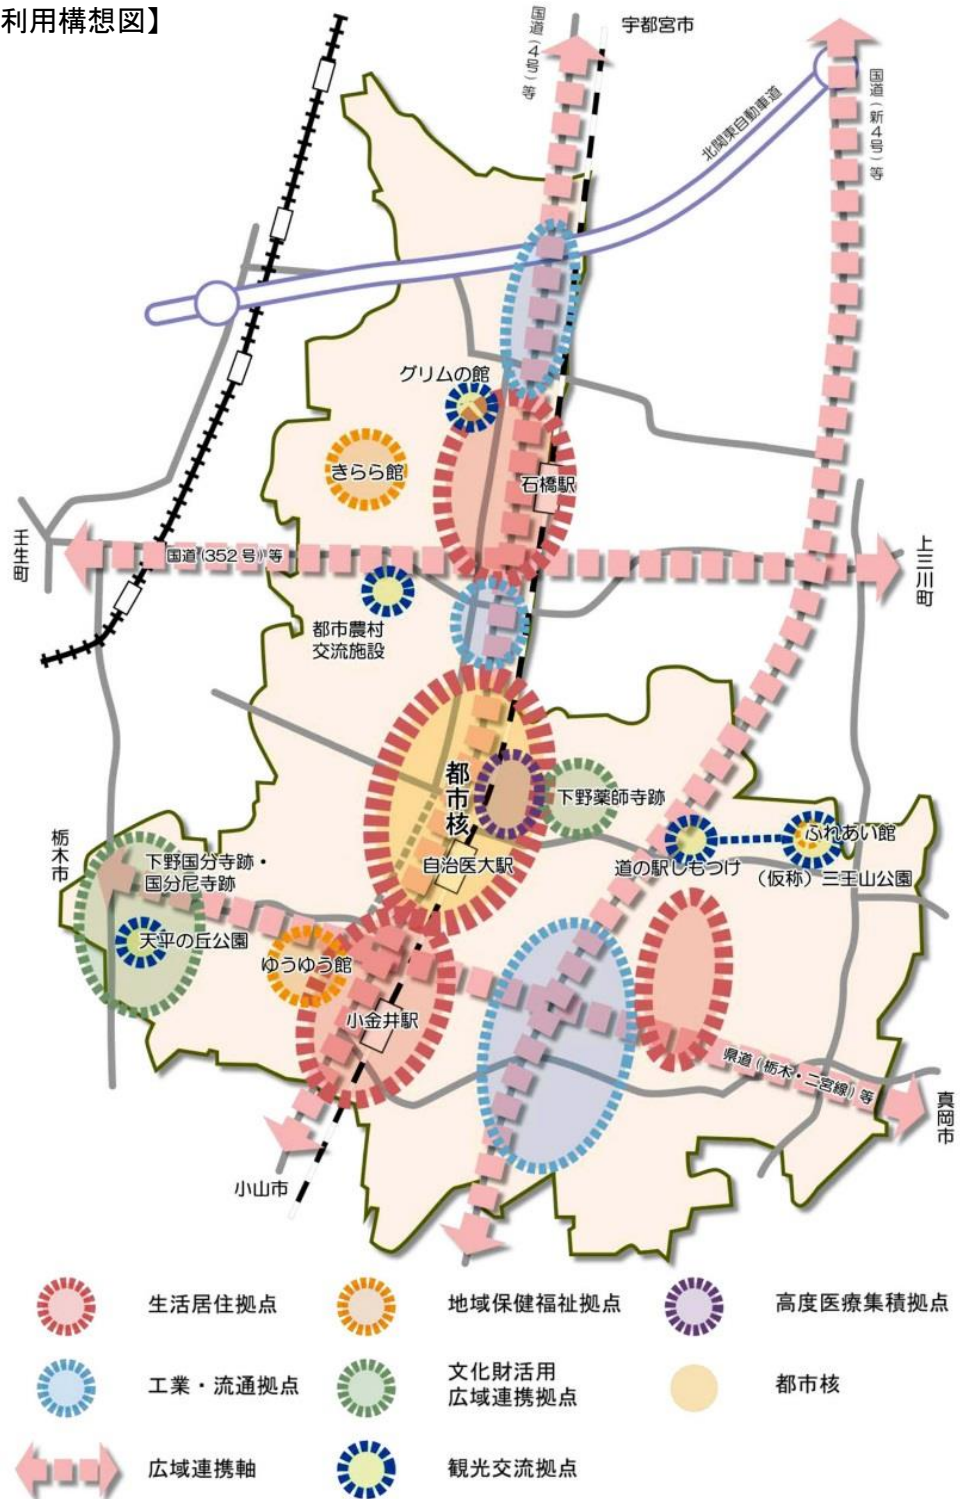 利用構想図】
国道(4号)等
宇都宮市
国道(新4号)等
北関東自動車道
グリムの館
きらら館
石橋駅
壬生町
国道(352号)等
上三川町
都市農村
交流施設
都市核
下野薬師寺跡
ふれあい館
栃木市
下野国分寺跡・
国分尼寺跡
自治医大駅
道の駅しもつけ
(仮称)三王山公園
天平の丘公園
ゆうゆう館
小金井駅
県道(栃木・二宮線)等
真岡市
小山市
生活居住拠点
地域保健福祉拠点
高度医療集積拠点
工業・流通拠点
文化財活用
広域連携拠点
都市核
広域連携軸
観光交流拠点